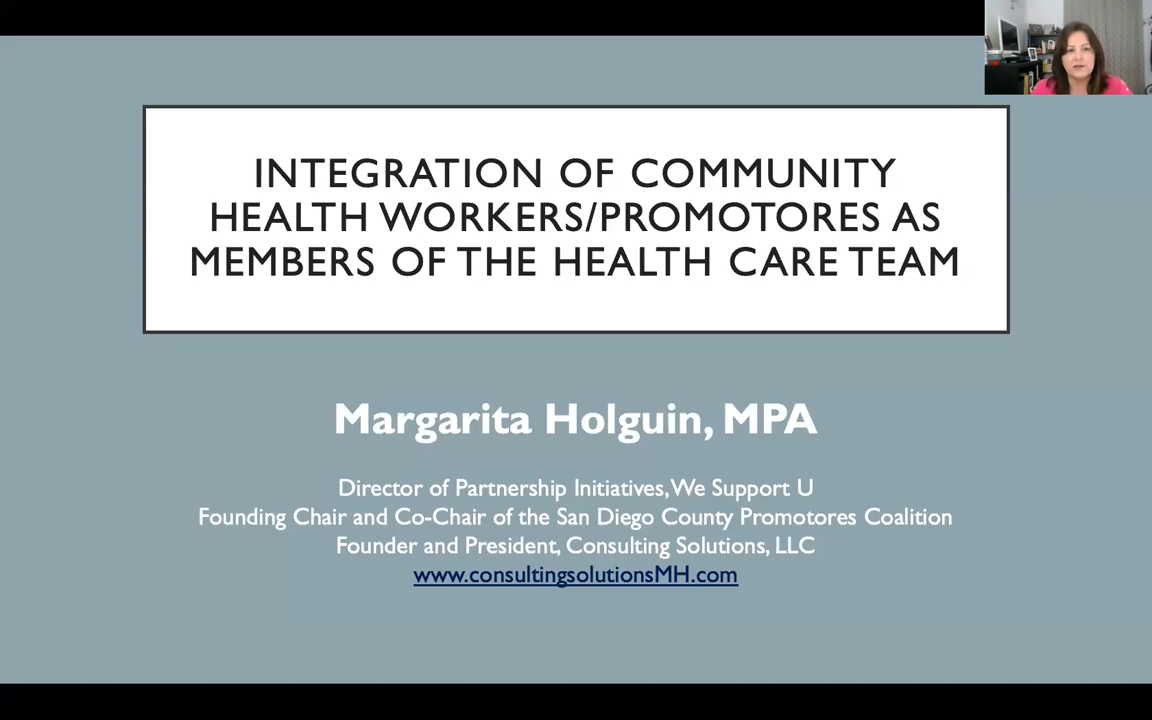 INTEGRATION OF COMMUNITY
HEALTH WORKERS/PROMOTORES AS
MEMBERS OF THE HEALTH CARE TEAM
Margarita Holguin, MPA
Director of Partnership Initiatives, We Support U
Founding Chair and Co-Chair of the San Diego County Promotores Coalition
Founder and President, Consulting Solutions, LLC
www.consultingsolutionsMH.com